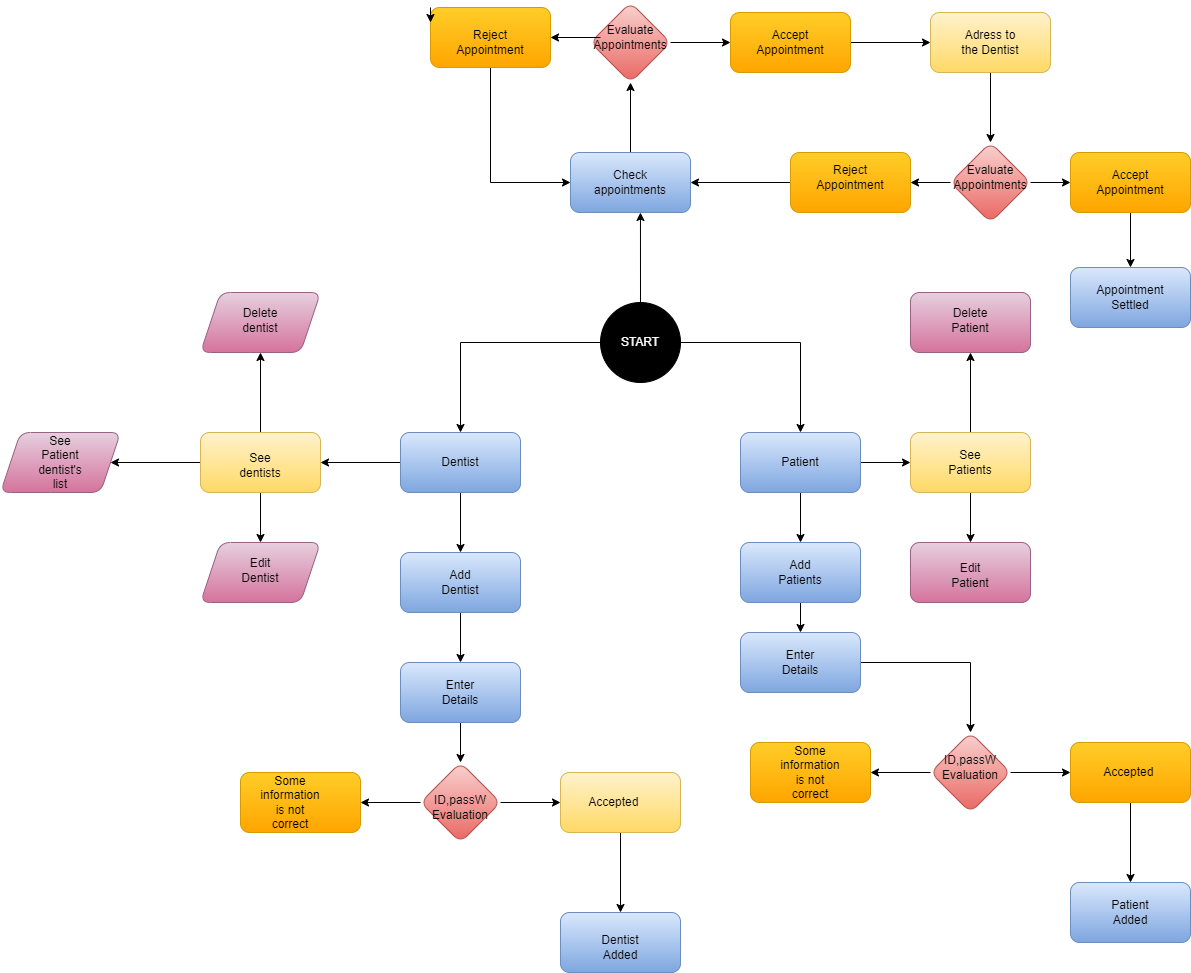 Reject
Appointment
Evaluate
Appointments
Accept
Appointment
Adress to
the Dentist
Check
appointments
Reject
Appointment
Evaluate
Appointments
Accept
Appointment
Appointment
Settled
START
Delete
dentist
Delete
Patient
See
Patient
dentist's
list
See
dentists
Dentist
Patient
See
Patients
Edit
Dentist
Add
Dentist
Add
Patients
Edit
Patient
Enter
Details
Enter
Details
Some
information
is not
correct
ID,passW
Evaluation
Accepted
Some
information
is not
correct
ID,passW
Evaluation
Accepted
Patient
Added
Dentist
Added